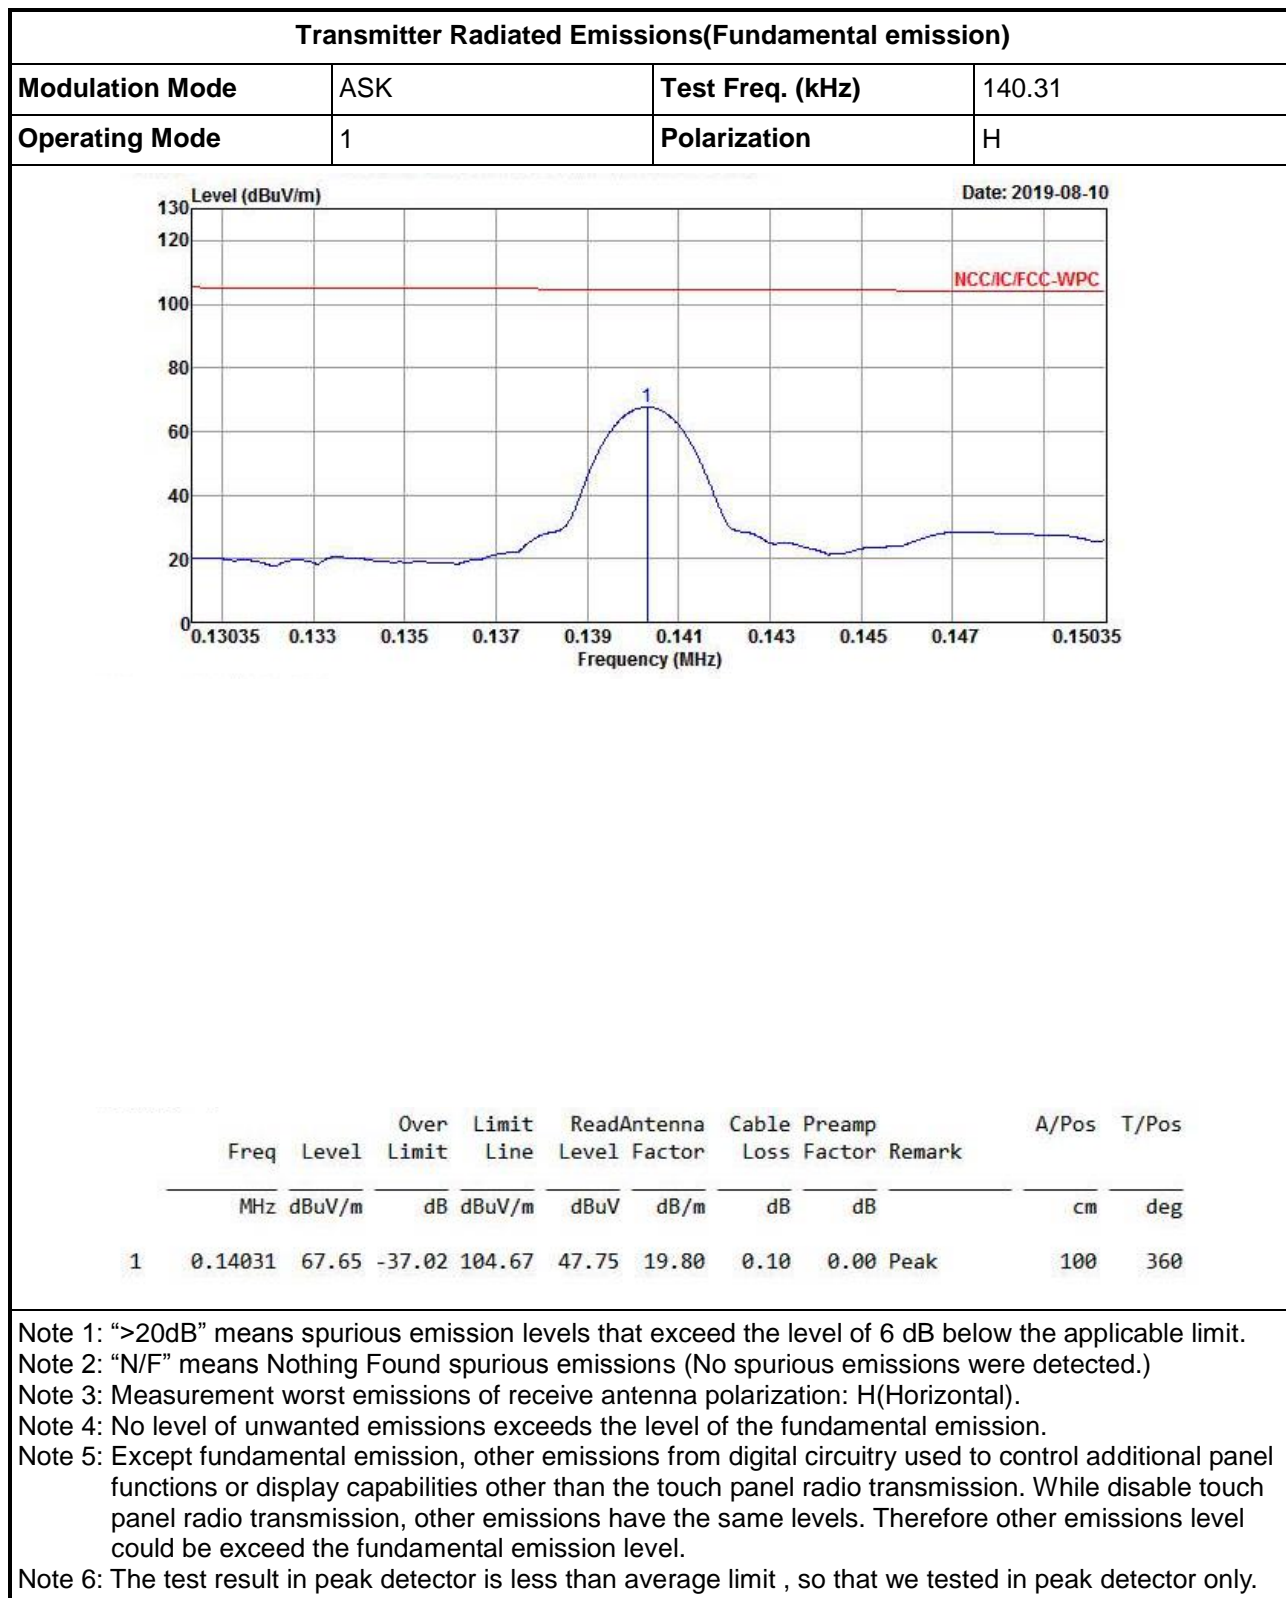 Transmitter Radiated Emissions(Fundamental emission)
Modulation Mode ASK Test Freq. (kHz) 140.31
Operating Mode 1 Polarization H
Level (dBuV/m) Date: 2019-08-10
130
120
NCC/IC/FCC-WPC
100
80
1
60
40
20
0
0.13035 0.133 0.135 0.137 0.139 0.141 0.143 0.145 0.147 0.15035
Frequency (MHz)
Over Limit ReadAntenna Cable Preamp A/Pos T/Pos
Freq Level Limit Line Level Factor Loss Factor Remark
MHz dBuV/m dB dBuV/m dBuV dB/m dB dB cm deg
1 0.14031 67.65 -37.02 104.67 47.75 19.80 0.10 0.00 Peak 100 360
Note 1: “>20dB” means spurious emission levels that exceed the level of 6 dB below the applicable limit.
Note 2: “N/F” means Nothing Found spurious emissions (No spurious emissions were detected.)
Note 3: Measurement worst emissions of receive antenna polarization: H(Horizontal).
Note 4: No level of unwanted emissions exceeds the level of the fundamental emission.
Note 5: Except fundamental emission, other emissions from digital circuitry used to control additional panel
functions or display capabilities other than the touch panel radio transmission. While disable touch
panel radio transmission, other emissions have the same levels. Therefore other emissions level
could be exceed the fundamental emission level.
Note 6: The test result in peak detector is less than average limit , so that we tested in peak detector only.